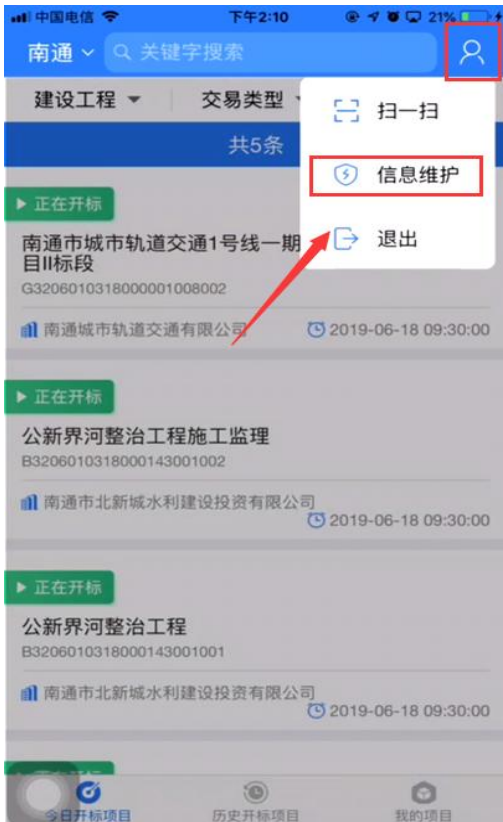 中国电信 下午2:10 21%
南通 关键字搜索
建设工程 交易类型
扫一扫
共5条
信息维护
正在开标
退出
南通市城市轨道交通1号线一期
目II标段
G3206010318000001008002
南通城市轨道交通有限公司 2019-06-18 09:30:00
正在开标
公新界河整治工程施工监理
B3206010318000143001002
南通市北新城水利建设投资有限公司
2019-06-18 09:30:00
正在开标
公新界河整治工程
B3206010318000143001001
南通市北新城水利建设投资有限公司
2019-06-18 09:30:00
今日开标项目 历史开标项目 我的项目